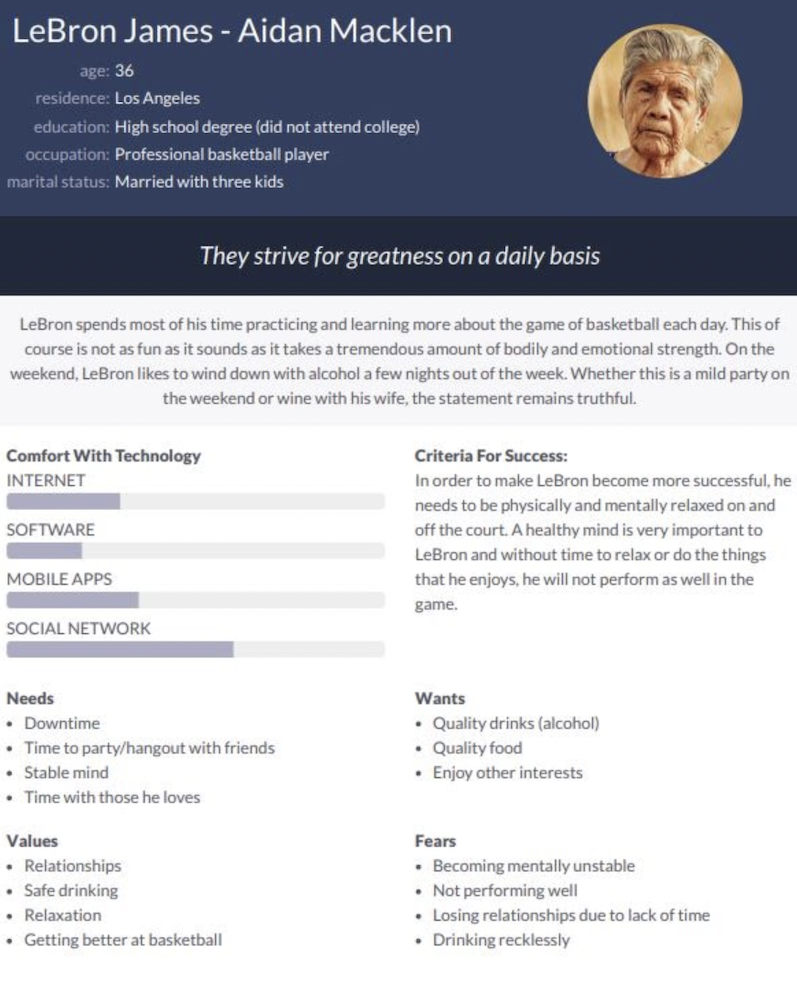 LeBron James - Aidan Macklen
age: 36
residence: Los Angeles
education: High school degree (did not attend college)
occupation: Professional basketball player
marital status: Married with three kids
They strive for greatness on a daily basis
LeBron spends most of his time practicing and learning more about the game of basketball each day. This of
course is not as fun as it sounds as it takes a tremendous amount of bodily and emotional strength. On the
weekend, LeBron likes to wind down with alcohol a few nights out of the week. Whether this is a mild party on
the weekend or wine with his wife, the statement remains truthful.
Comfort With Technology
INTERNET
SOFTWARE
MOBILE APPS
SOCIAL NETWORK
Criteria For Success:
In order to make LeBron become more successful, he
needs to be physically and mentally relaxed on and
off the court. A healthy mind is very important to
LeBron and without time to relax or do the things
that he enjoys, he will not perform as well in the
game.
Needs
• Downtime
• Time to party/hangout with friends
• Stable mind
• Time with those he loves
Wants
• Quality drinks (alcohol)
• Quality food
• Enjoy other interests
Values
• Relationships
• Safe drinking
• Relaxation
• Getting better at basketball
Fears
• Becoming mentally unstable
• Not performing well
• Losing relationships due to lack of time
• Drinking recklessly